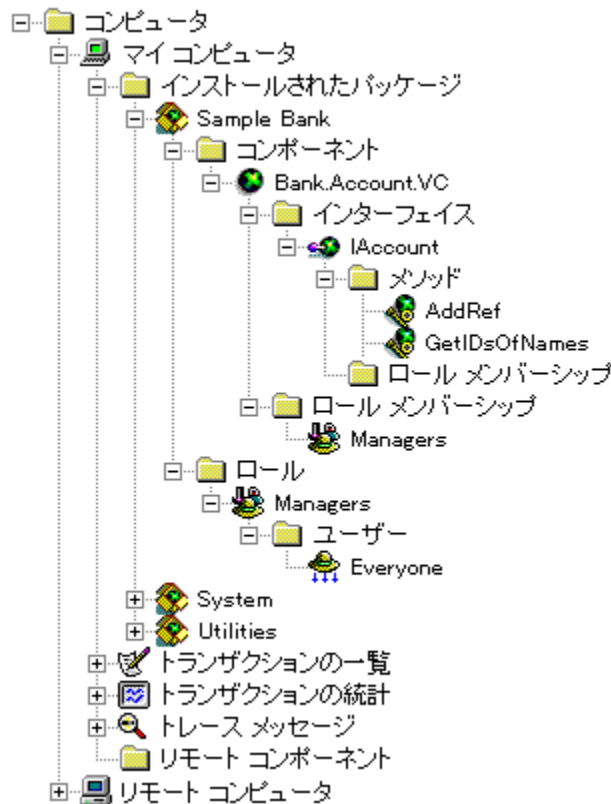 コンピュータ
マイ コンピュータ
インストールされたパッケージ
Sample Bank
コンポーネント
Bank.Account.VC
インターフェイス
IAccount
メソッド
AddRef
GetIDsOfNames
ロール メンバーシップ
ロール メンバーシップ
Managers
ロール
Managers
ユーザー
Everyone
System
Utilities
トランザクションの一覧
トランザクションの統計
トレース メッセージ
リモート コンポーネント
リモート コンピュータ